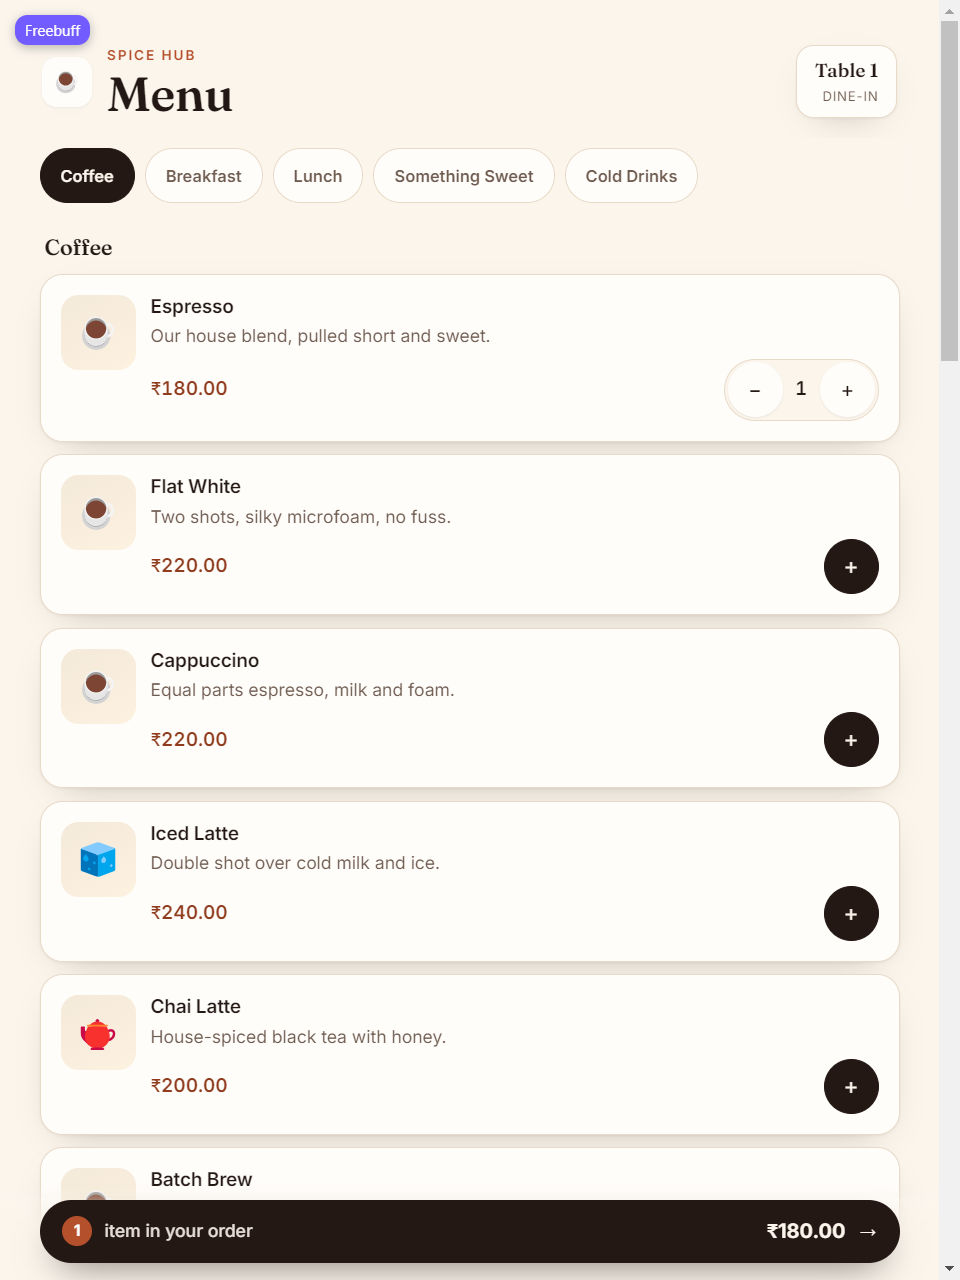 Freebuff
SPICE HUB
Menu
Table 1
DINE-IN
Coffee
Breakfast
Lunch
Something Sweet
Cold Drinks
Coffee
Espresso
Our house blend, pulled short and sweet.
₹180.00
− 1 +
Flat White
Two shots, silky microfoam, no fuss.
₹220.00
+
Cappuccino
Equal parts espresso, milk and foam.
₹220.00
+
Iced Latte
Double shot over cold milk and ice.
₹240.00
+
Chai Latte
House-spiced black tea with honey.
₹200.00
+
Batch Brew
1 item in your order
₹180.00 →